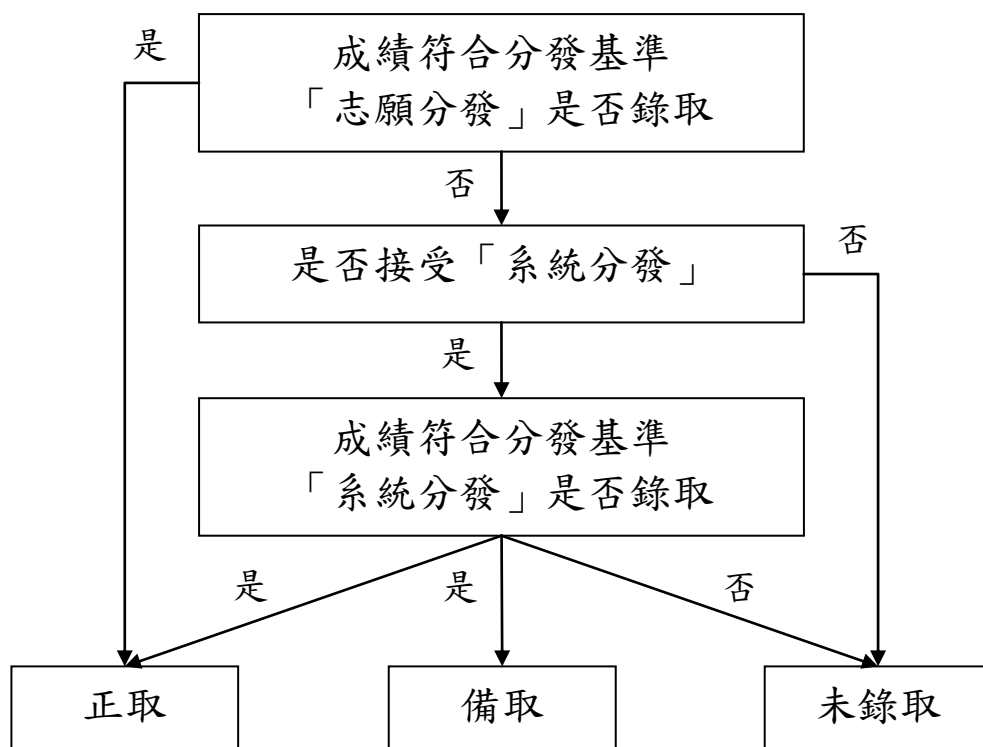 是
成績符合分發基準
「志願分發」是否錄取
否
是否接受「系統分發」
否
是
成績符合分發基準
「系統分發」是否錄取
是
是
否
正取
備取
未錄取